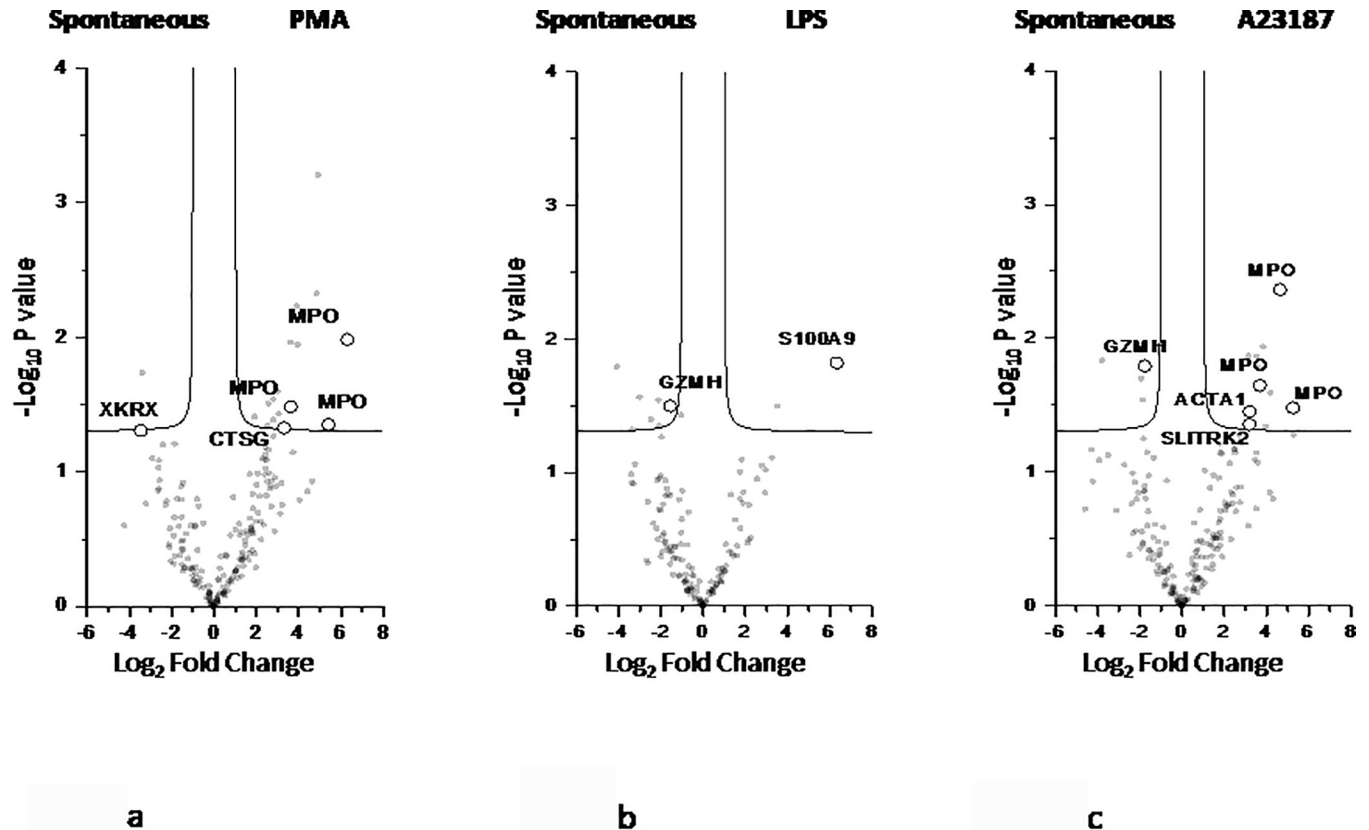 Spontaneous PMA
4
3
2
1
0
-Log10 P value
MPO
MPO
MPO
XKRX
CTSG
-6 -4 -2 0 2 4 6 8
Log2 Fold Change
a
Spontaneous LPS
4
3
2
1
0
-Log10 P value
S100A9
GZMH
-6 -4 -2 0 2 4 6 8
Log2 Fold Change
b
Spontaneous A23187
4
3
2
1
0
-Log10 P value
MPO
GZMH
MPO
ACTA1
MPO
SLITRK2
-6 -4 -2 0 2 4 6 8
Log2 Fold Change
c